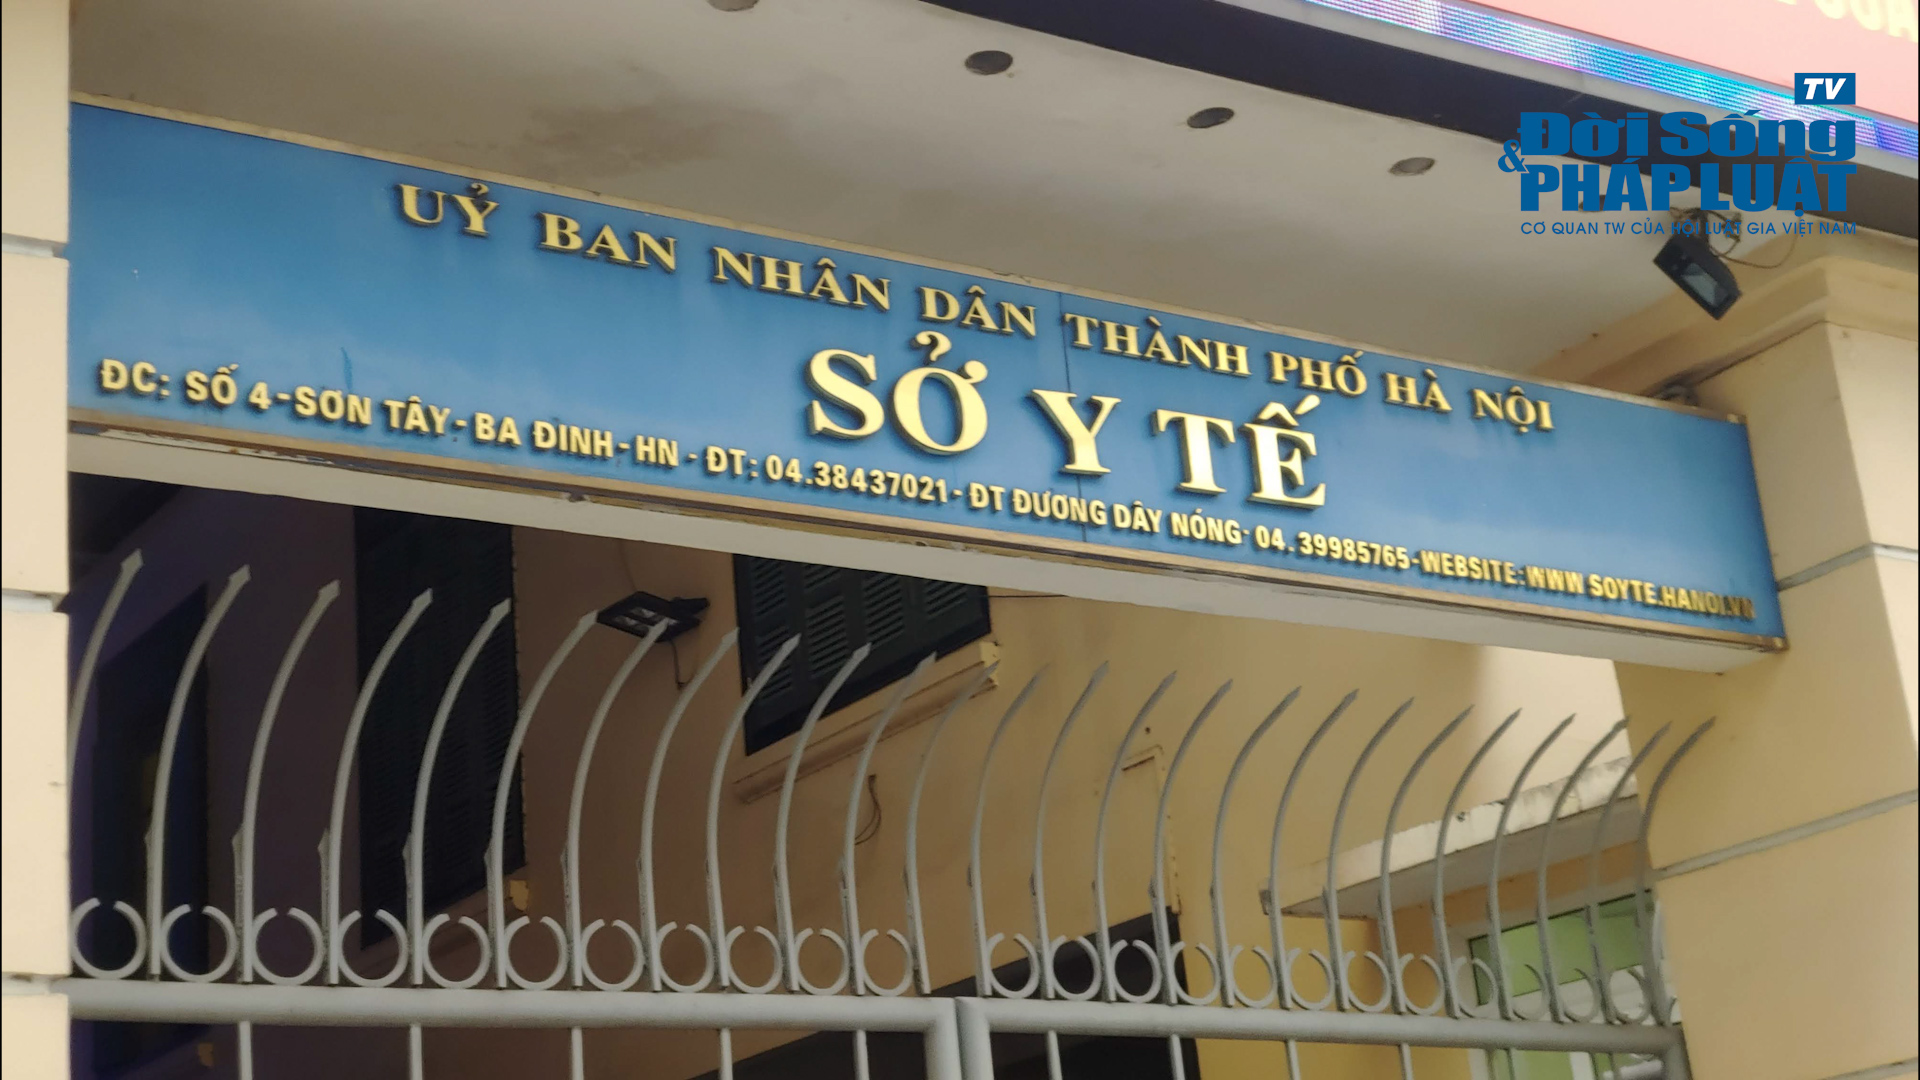 TV
Đời Sống
& PHÁP LUẬT
CƠ QUAN TW CỦA HỘI LUẬT GIA VIỆT NAM
UỶ BAN NHÂN DÂN THÀNH PHỐ HÀ NỘI
SỞ Y TẾ
ĐC: SỐ 4-SƠN TÂY-BA ĐINH-HN - ĐT: 04.38437021- ĐT ĐƯƠNG DÂY NÓNG- 04.39985765-WEBSITE:WWW SOYTE.HANOI.VN